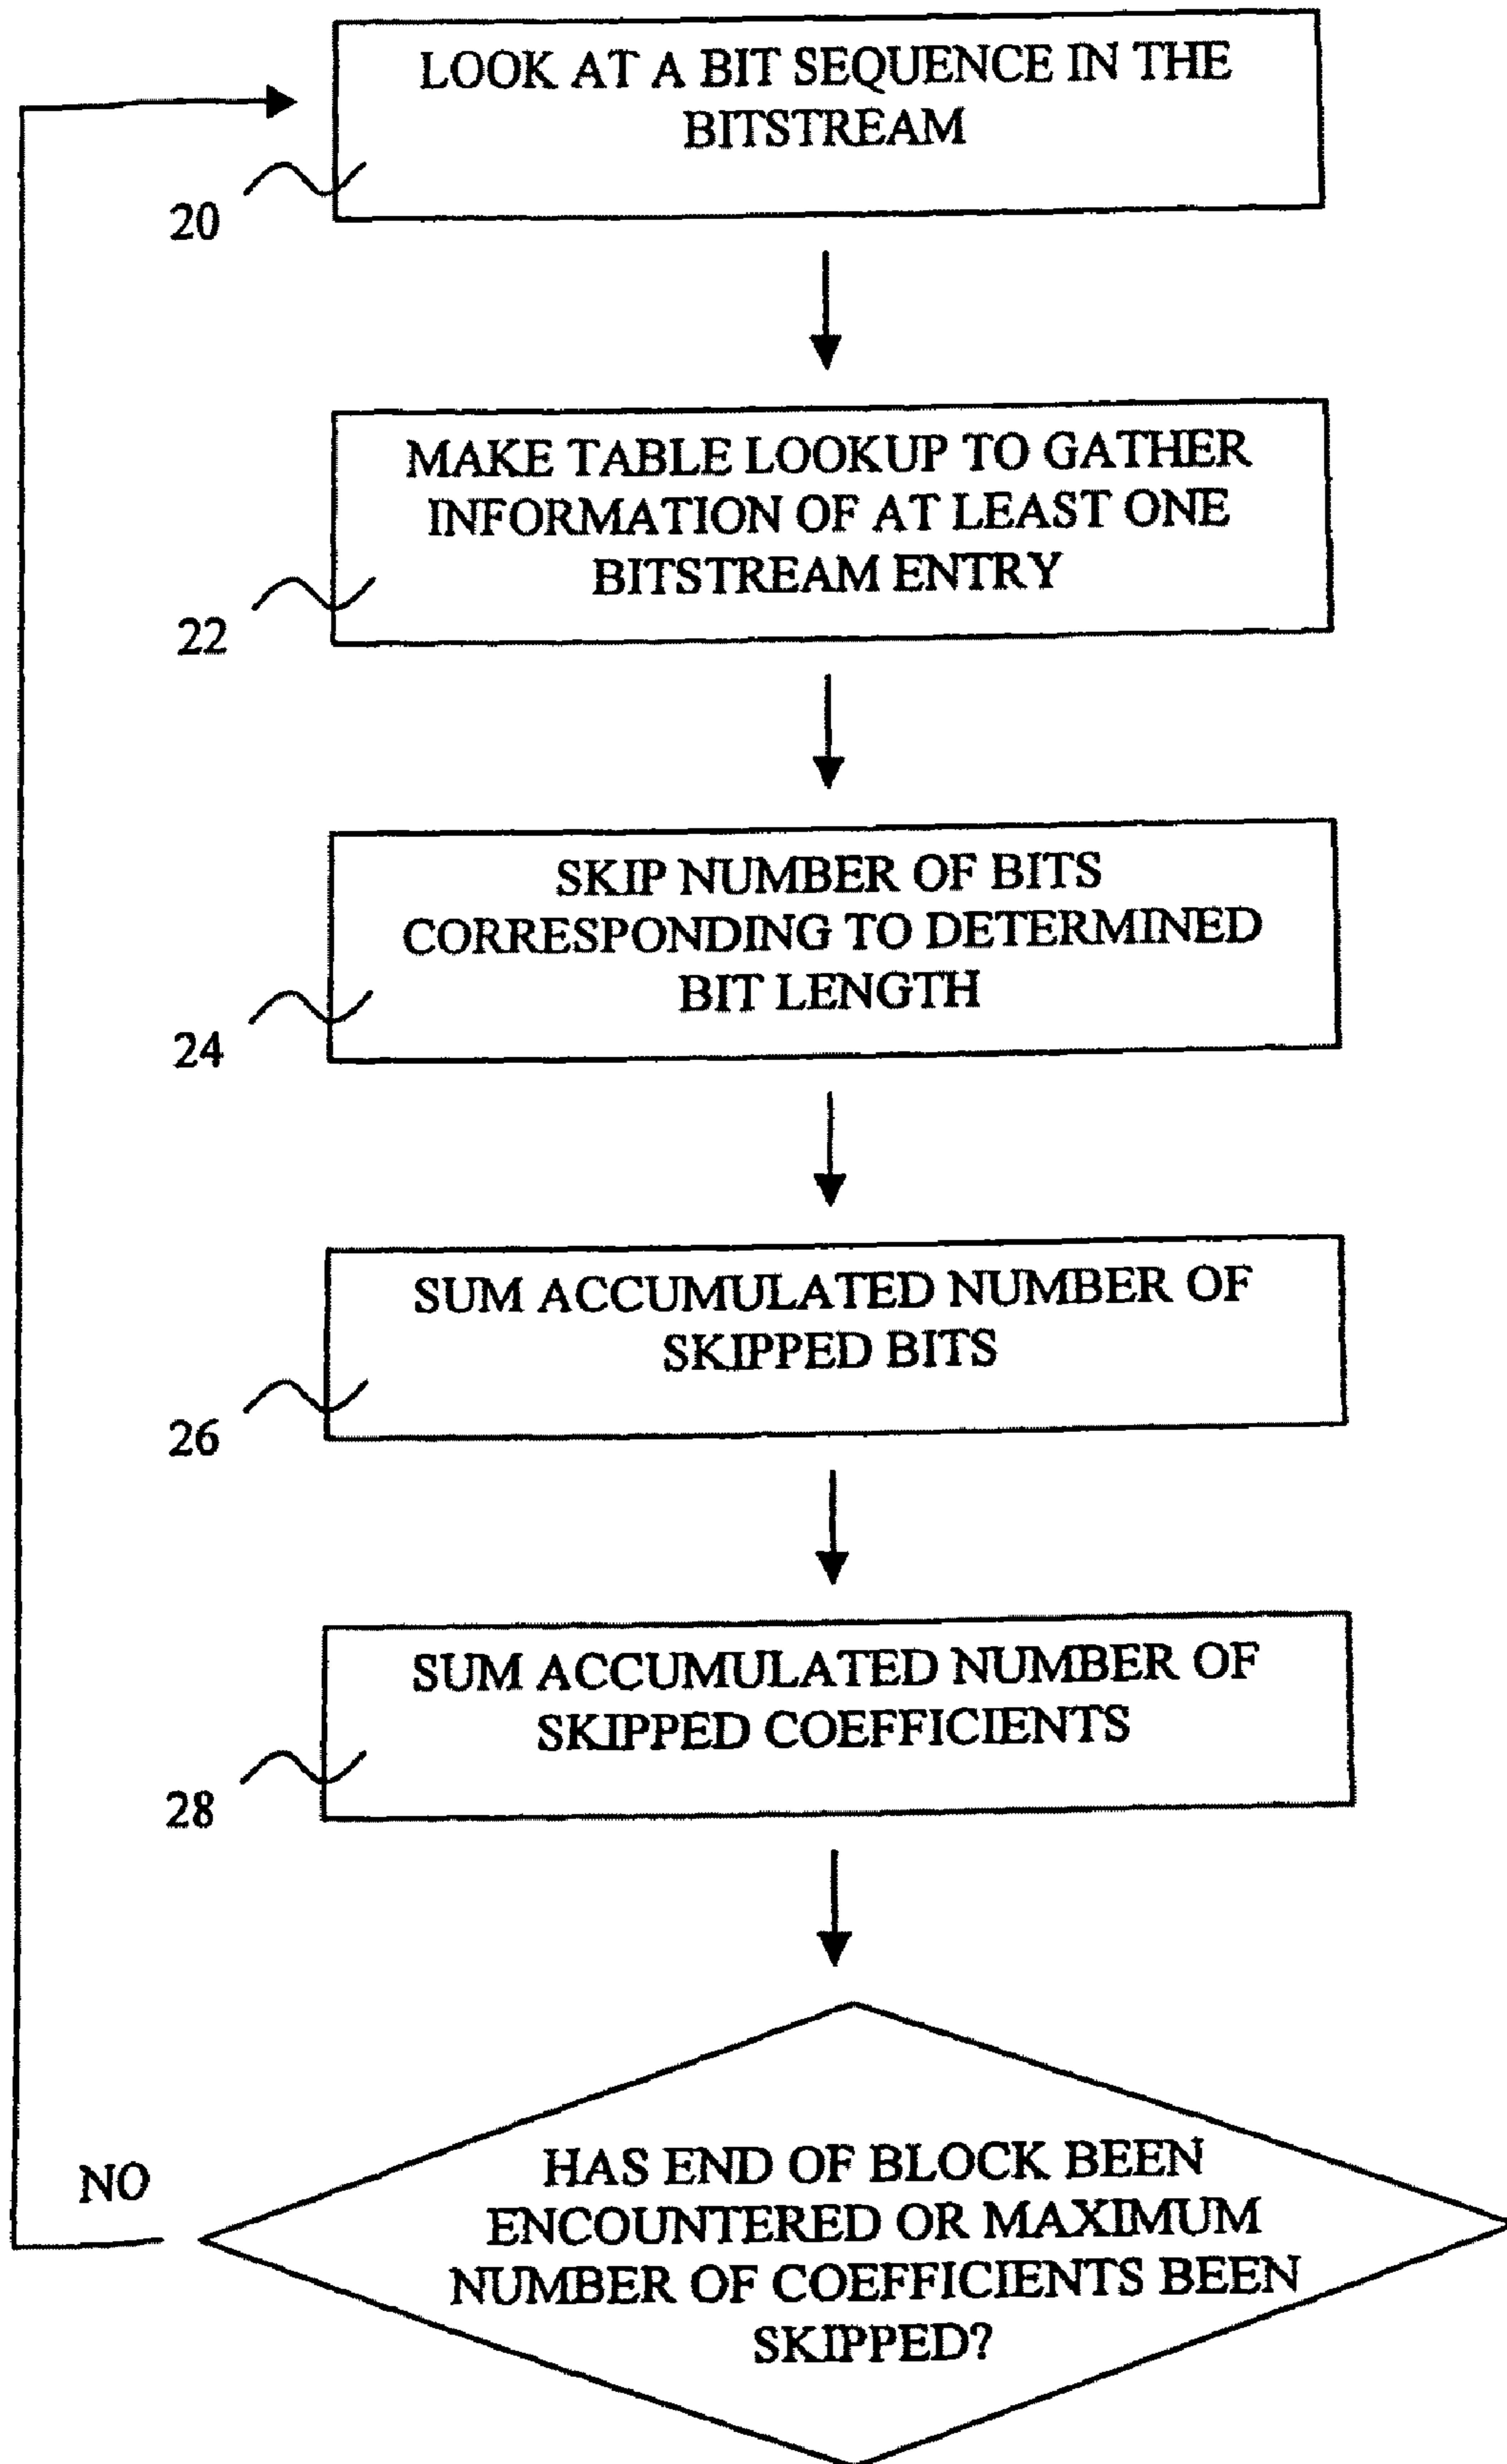 LOOK AT A BIT SEQUENCE IN THE
BITSTREAM
20
MAKE TABLE LOOKUP TO GATHER
INFORMATION OF AT LEAST ONE
BITSTREAM ENTRY
22
SKIP NUMBER OF BITS
CORRESPONDING TO DETERMINED
BIT LENGTH
24
SUM ACCUMULATED NUMBER OF
SKIPPED BITS
26
SUM ACCUMULATED NUMBER OF
SKIPPED COEFFICIENTS
28
NO
HAS END OF BLOCK BEEN
ENCOUNTERED OR MAXIMUM
NUMBER OF COEFFICIENTS BEEN
SKIPPED?